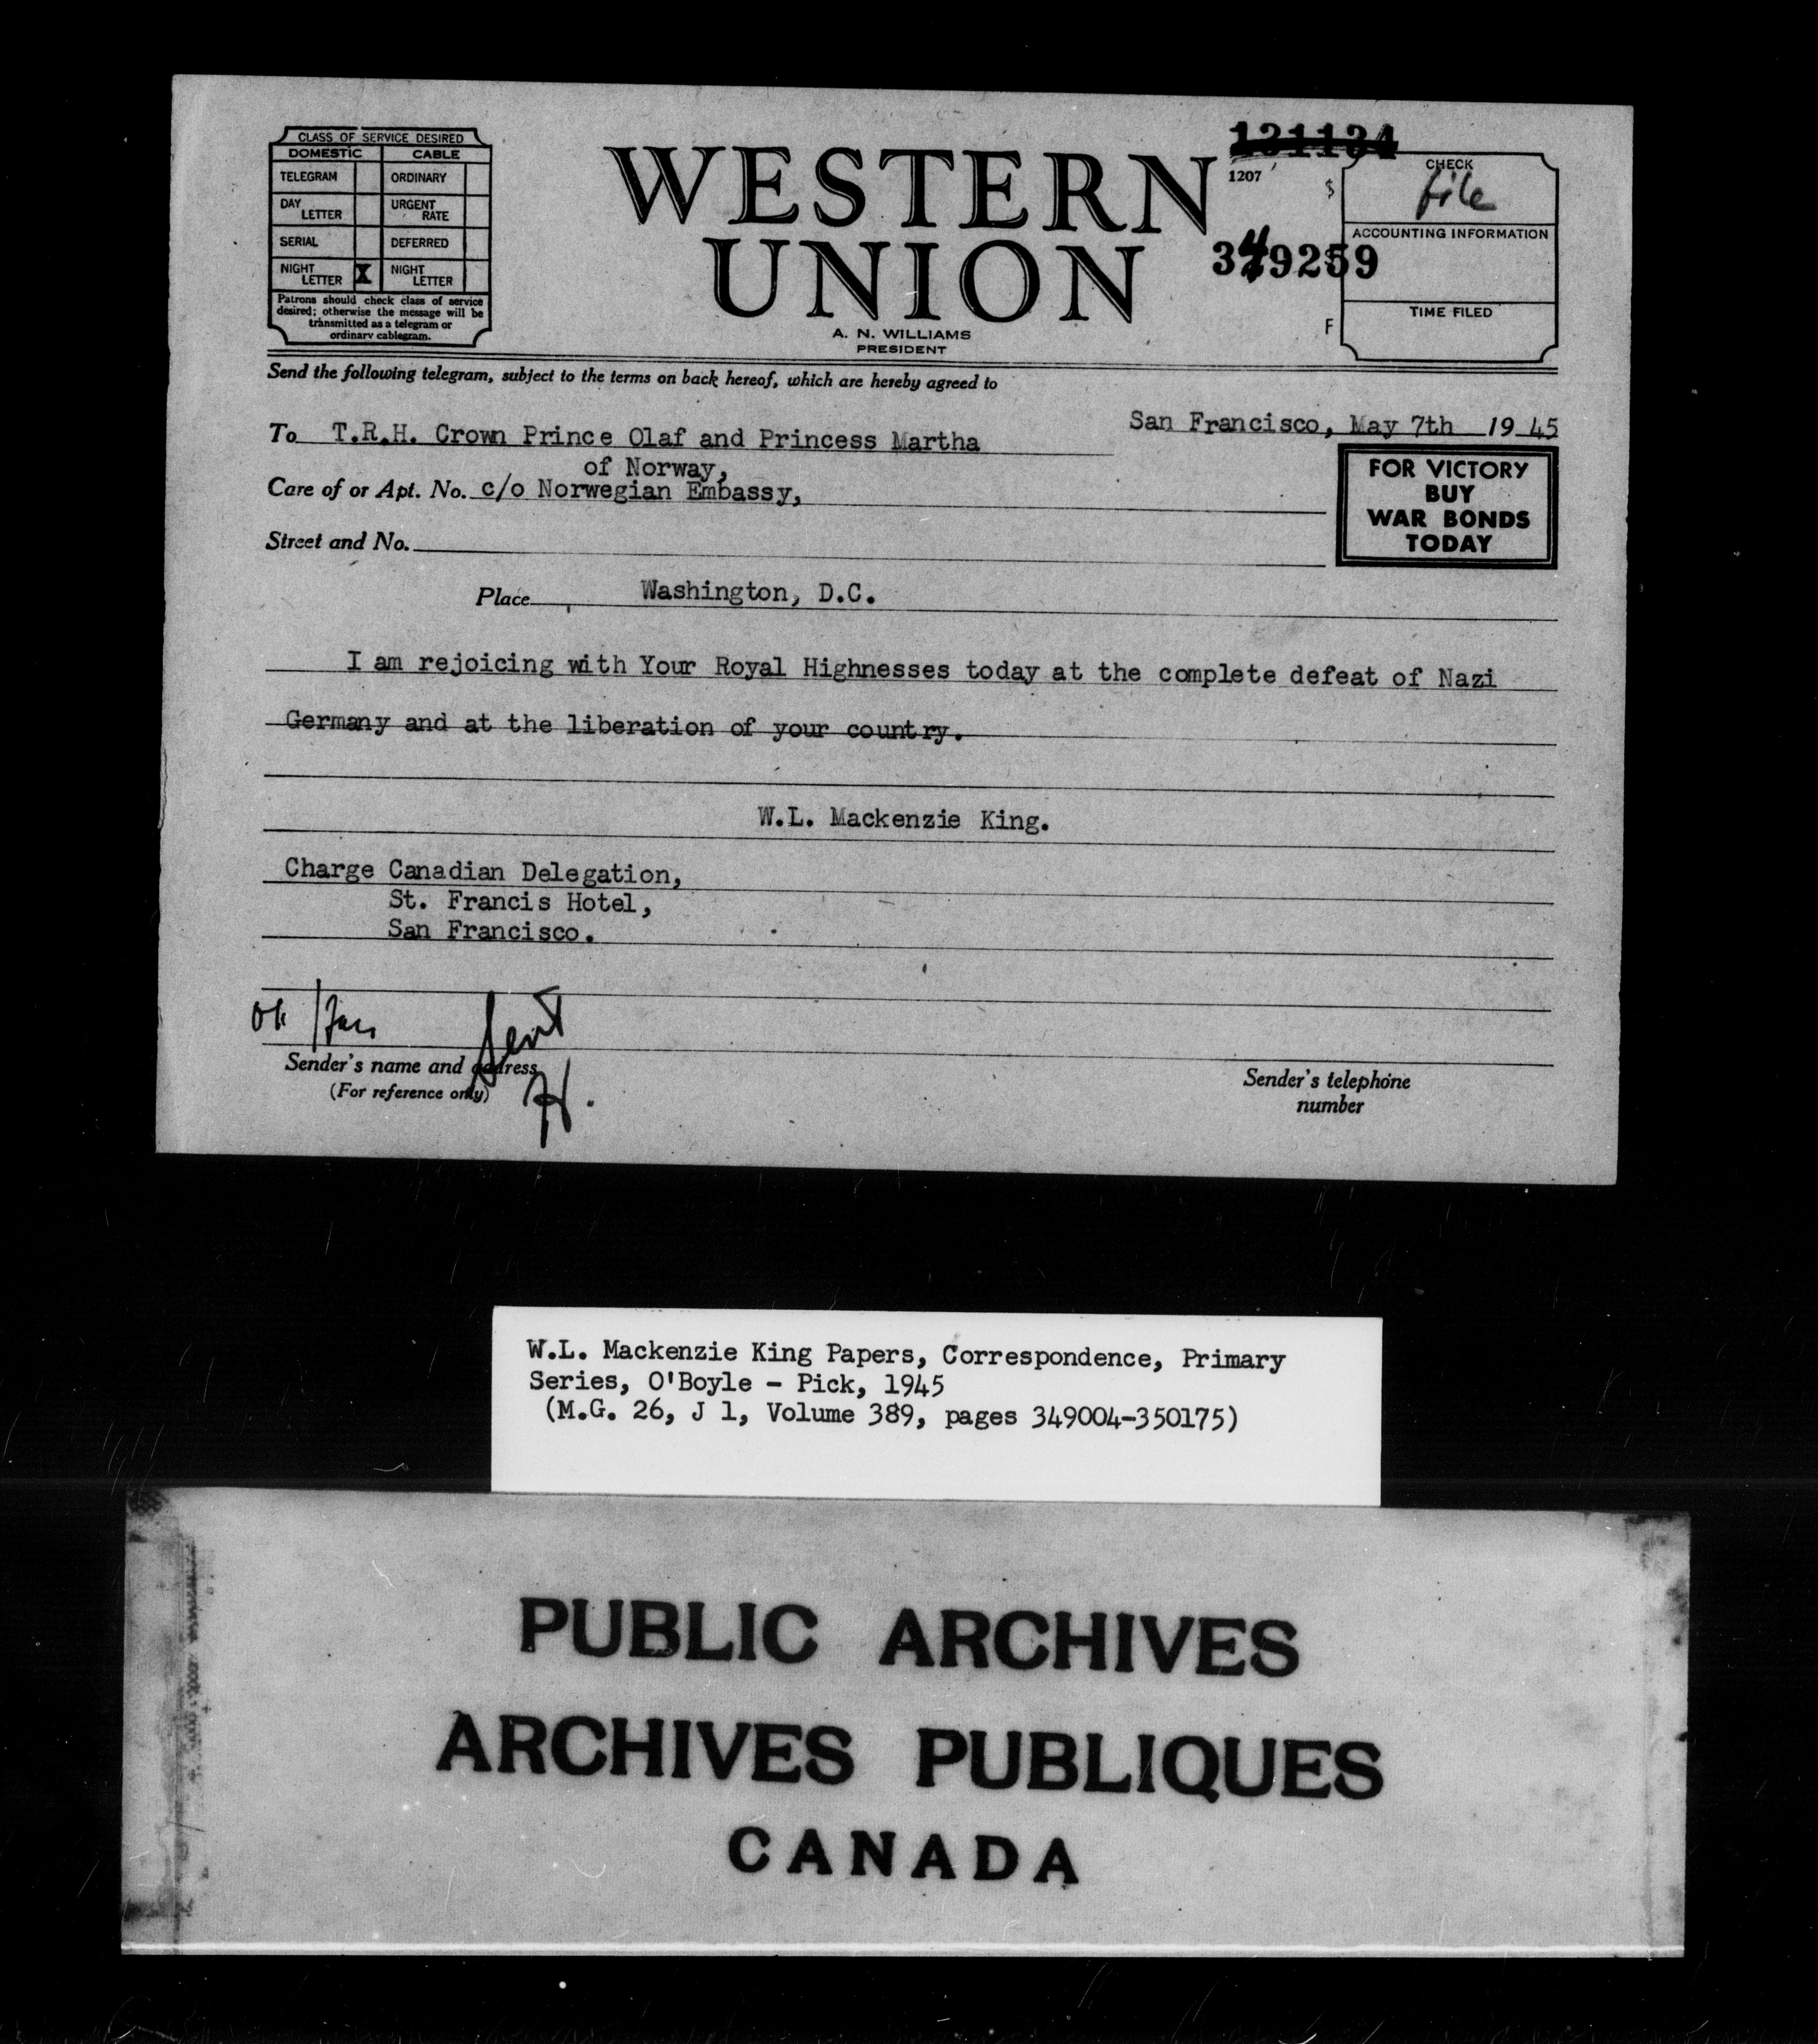 CLASS OF SERVICE DESIRED
DOMESTIC CABLE
TELEGRAM ORDINARY
DAY LETTER URGENT RATE
SERIAL DEFERRED
NIGHT LETTER X NIGHT LETTER
Patrons should check class of service
desired; otherwise the message will be
transmitted as a telegram or
ordinary cablegram.
WESTERN
UNION
A. N. WILLIAMS
PRESIDENT
131134
1207
$
349259
F
CHECK
file
ACCOUNTING INFORMATION
TIME FILED
Send the following telegram, subject to the terms on back hereof, which are hereby agreed to
San Francisco, May 7th 19 45
To T.R.H. Crown Prince Olaf and Princess Martha
of Norway,
Care of or Apt. No. c/o Norwegian Embassy,
Street and No.
Place Washington, D.C.
FOR VICTORY
BUY
WAR BONDS
TODAY
I am rejoicing with Your Royal Highnesses today at the complete defeat of Nazi
Germany and at the liberation of your country.
W.L. Mackenzie King.
Charge Canadian Delegation,
St. Francis Hotel,
San Francisco.
OK
Sent
H.
Sender's name and address
(For reference only)
Sender's telephone
number
W.L. Mackenzie King Papers, Correspondence, Primary
Series, O'Boyle - Pick, 1945
(M.G. 26, J 1, Volume 389, pages 349004-350175)
PUBLIC ARCHIVES
ARCHIVES PUBLIQUES
CANADA